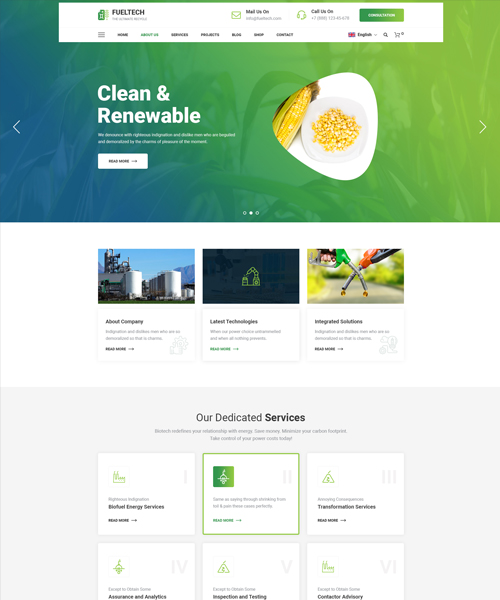 FUELTECH
THE ULTIMATE RECYCLE
Mail Us On
info@fueltech.com
Call Us On
+7 (888) 123-45-678
CONSULTATION
HOME ABOUT US SERVICES PROJECTS BLOG SHOP CONTACT
English
0
Clean &
Renewable
We denounce with righteous indignation and dislike men who are beguiled
and demoralized by the charms of pleasure of the moment.
READ MORE
About Company
Indignation and dislikes men who are so
demoralized so that is charms.
READ MORE
Latest Technologies
When our power choice untrammelled
and when all nothing prevents.
READ MORE
Integrated Solutions
Indignation and dislikes men who are so
demoralized so that is charms.
READ MORE
Our Dedicated Services
Biotech redefines your relationship with energy. Save money. Minimize your carbon footprint.
Take control of your power costs today!
I
Righteous Indignation
Biofuel Energy Services
READ MORE
II
Serve as saying through shrinking from
toil & pain these cases perfectly.
READ MORE
III
Annoying Consequences
Transformation Services
READ MORE
IV
Except to Obtain Some
Assurance and Analytics
V
Except to Obtain Some
Inspection and Testing
VI
Except to Obtain Some
Contactor Advisory